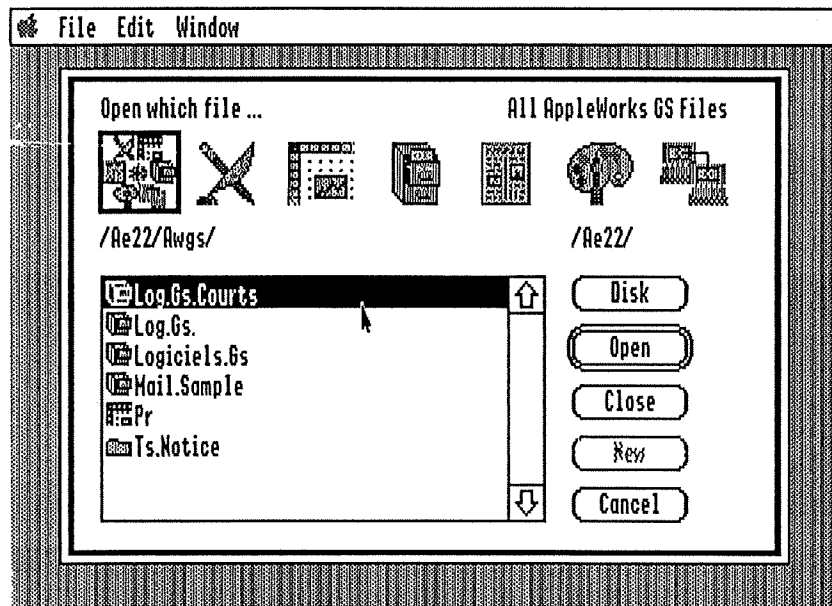 File Edit Window
Open which file ...
All AppleWorks GS Files
/Ae22/Awgs/
/Ae22/
Log.Gs.Courts
Log.Gs.
Logiciels.Gs
Mail.Sample
Pr
Ts.Notice
Disk
Open
Close
New
Cancel